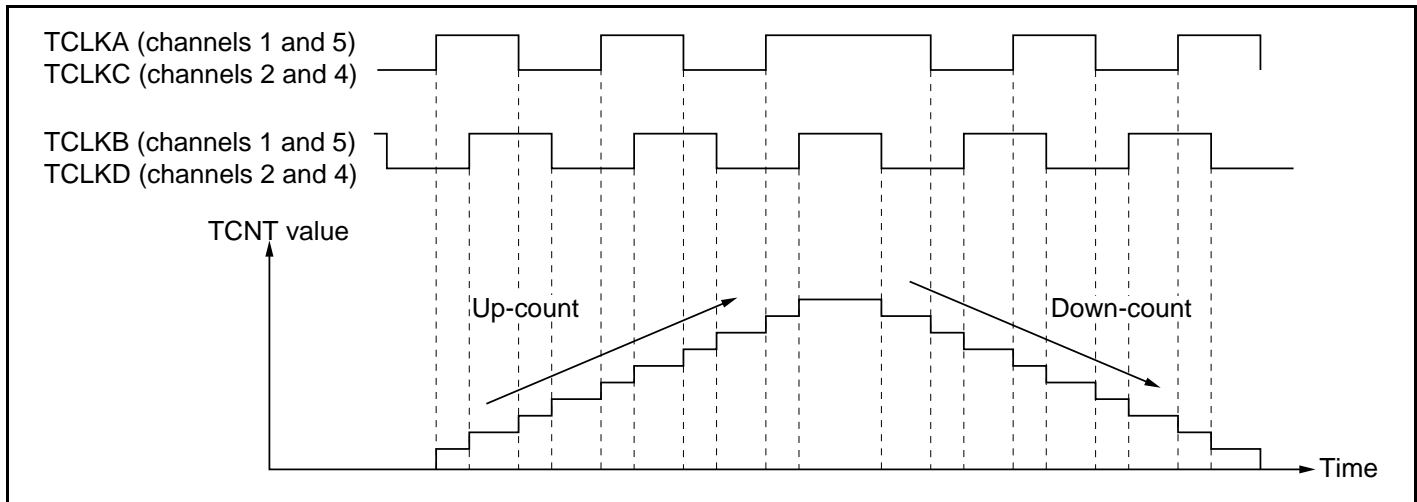 TCLKA (channels 1 and 5)
TCLKC (channels 2 and 4)
TCLKB (channels 1 and 5)
TCLKD (channels 2 and 4)
TCNT value
Up-count
Down-count
Time